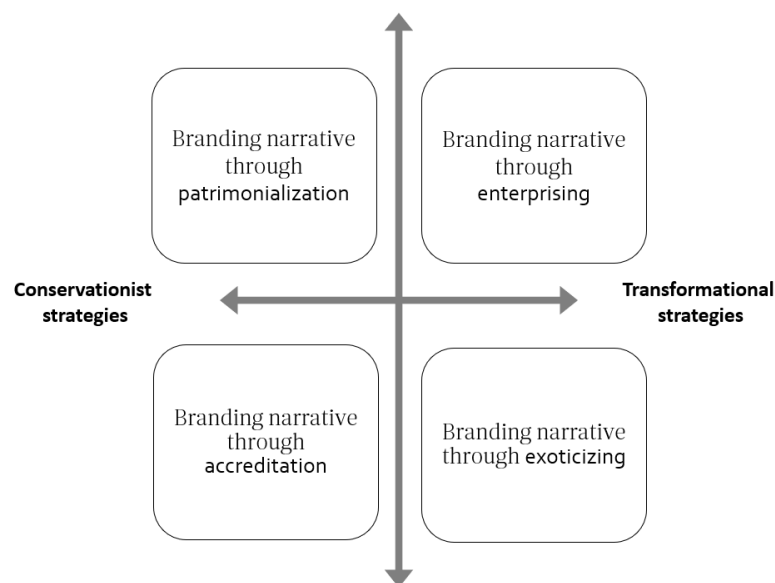 Branding narrative
through
patrimonialization
Branding narrative
through
enterprising
Conservationist
strategies
Transformational
strategies
Branding narrative
through
accreditation
Branding narrative
through exoticizing